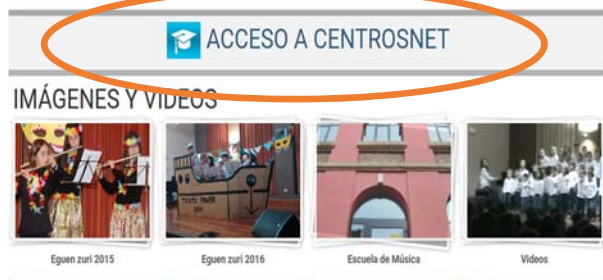 ACCESO A CENTROSNET
IMÁGENES Y VIDEOS
Eguen zuri 2015
Eguen zuri 2016
Escuela de Música
Videos